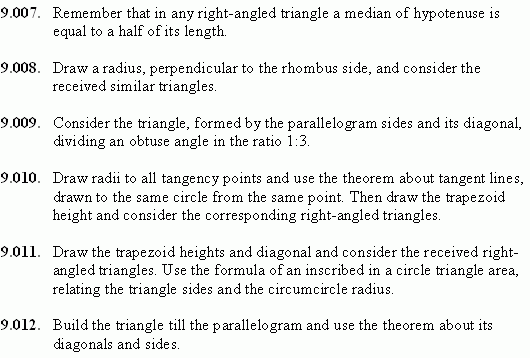 9.007. Remember that in any right-angled triangle a median of hypotenuse is
equal to a half of its length.
9.008. Draw a radius, perpendicular to the rhombus side, and consider the
received similar triangles.
9.009. Consider the triangle, formed by the parallelogram sides and its diagonal,
dividing an obtuse angle in the ratio 1:3.
9.010. Draw radii to all tangency points and use the theorem about tangent lines,
drawn to the same circle from the same point. Then draw the trapezoid
height and consider the corresponding right-angled triangles.
9.011. Draw the trapezoid heights and diagonal and consider the received right-
angled triangles. Use the formula of an inscribed in a circle triangle area,
relating the triangle sides and the circumcircle radius.
9.012. Build the triangle till the parallelogram and use the theorem about its
diagonals and sides.